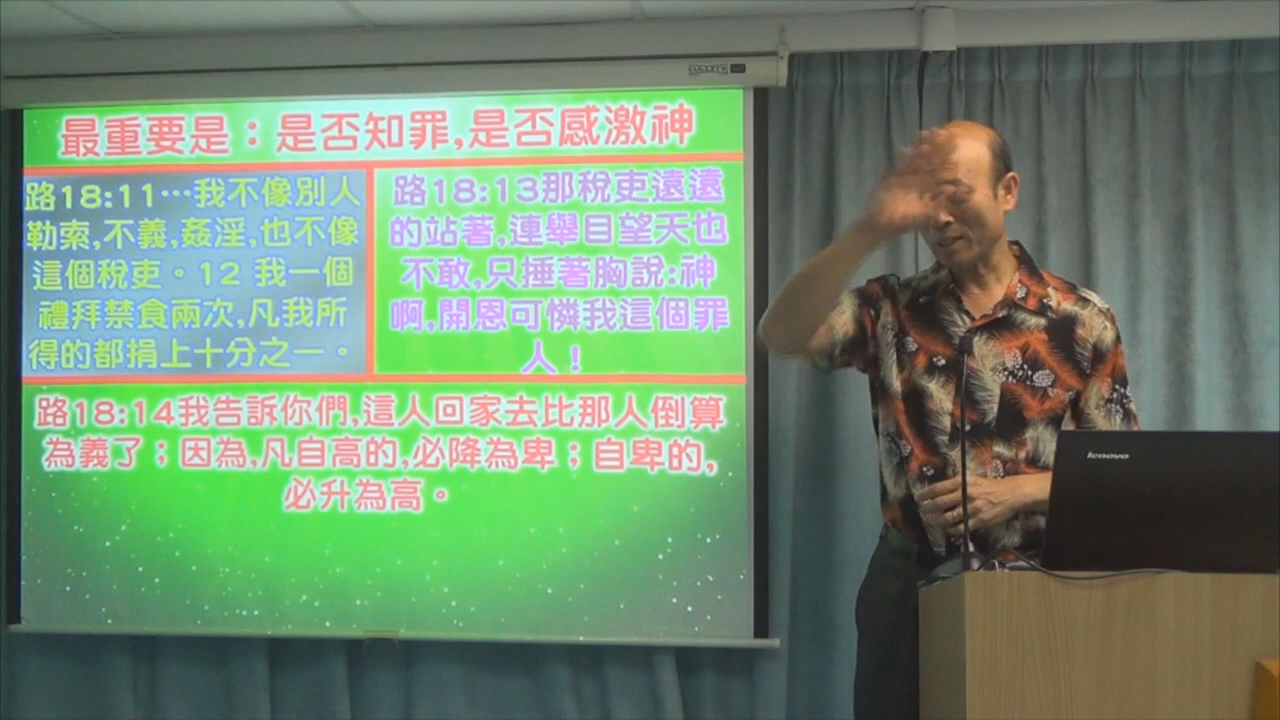 最重要是：是否知罪,是否感激神
路18:11…我不像別人
勒索,不義,姦淫,也不像
這個稅吏。12 我一個
禮拜禁食兩次,凡我所
得的都捐上十分之一。
路18:13那稅吏遠遠
的站著,連舉目望天也
不敢,只捶著胸說:神
啊,開恩可憐我這個罪
人!
路18:14我告訴你們,這人回家去比那人倒算
為義了；因為,凡自高的,必降為卑；自卑的,
必升為高。
lenovo